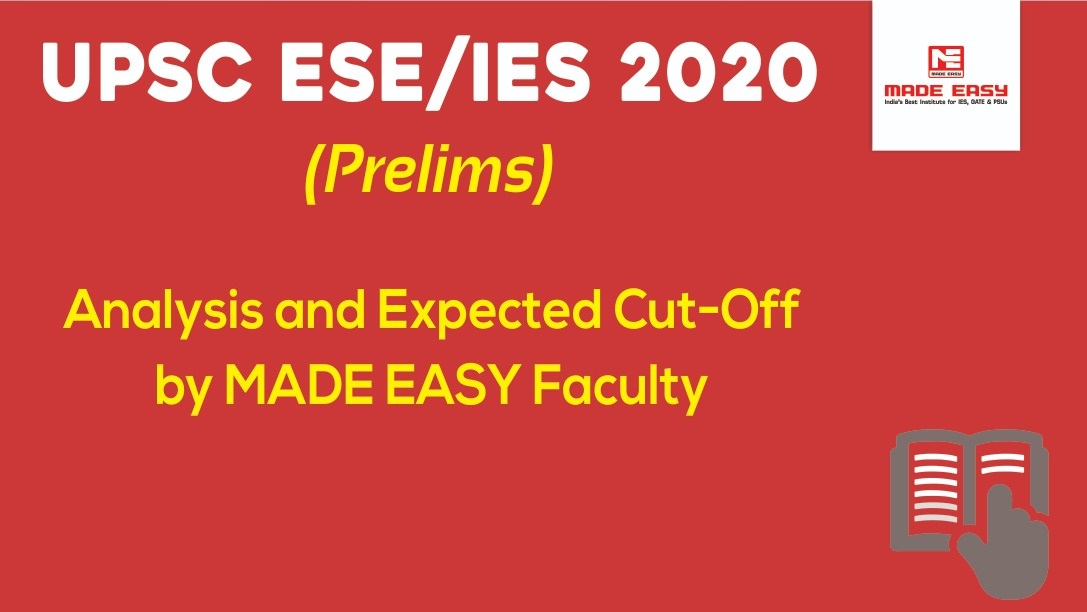 UPSC ESE/IES 2020
(Prelims)
Analysis and Expected Cut-Off
by MADE EASY Faculty
MADE EASY
MADE EASY
India's Best Institute for IES, GATE & PSUs